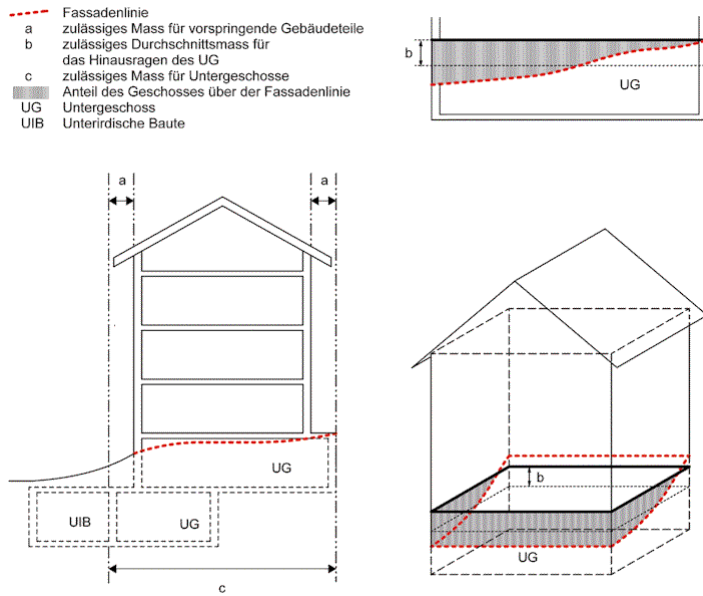 Fassadenlinie
a zulässiges Mass für vorspringende Gebäudeteile
b zulässiges Durchschnittsmass für
das Hinausragen des UG
c zulässiges Mass für Untergeschosse
Anteil des Geschosses über der Fassadenlinie
UG Untergeschoss
UIB Unterirdische Baute
b
UG
a a
UG
UIB UG
c
b
UG